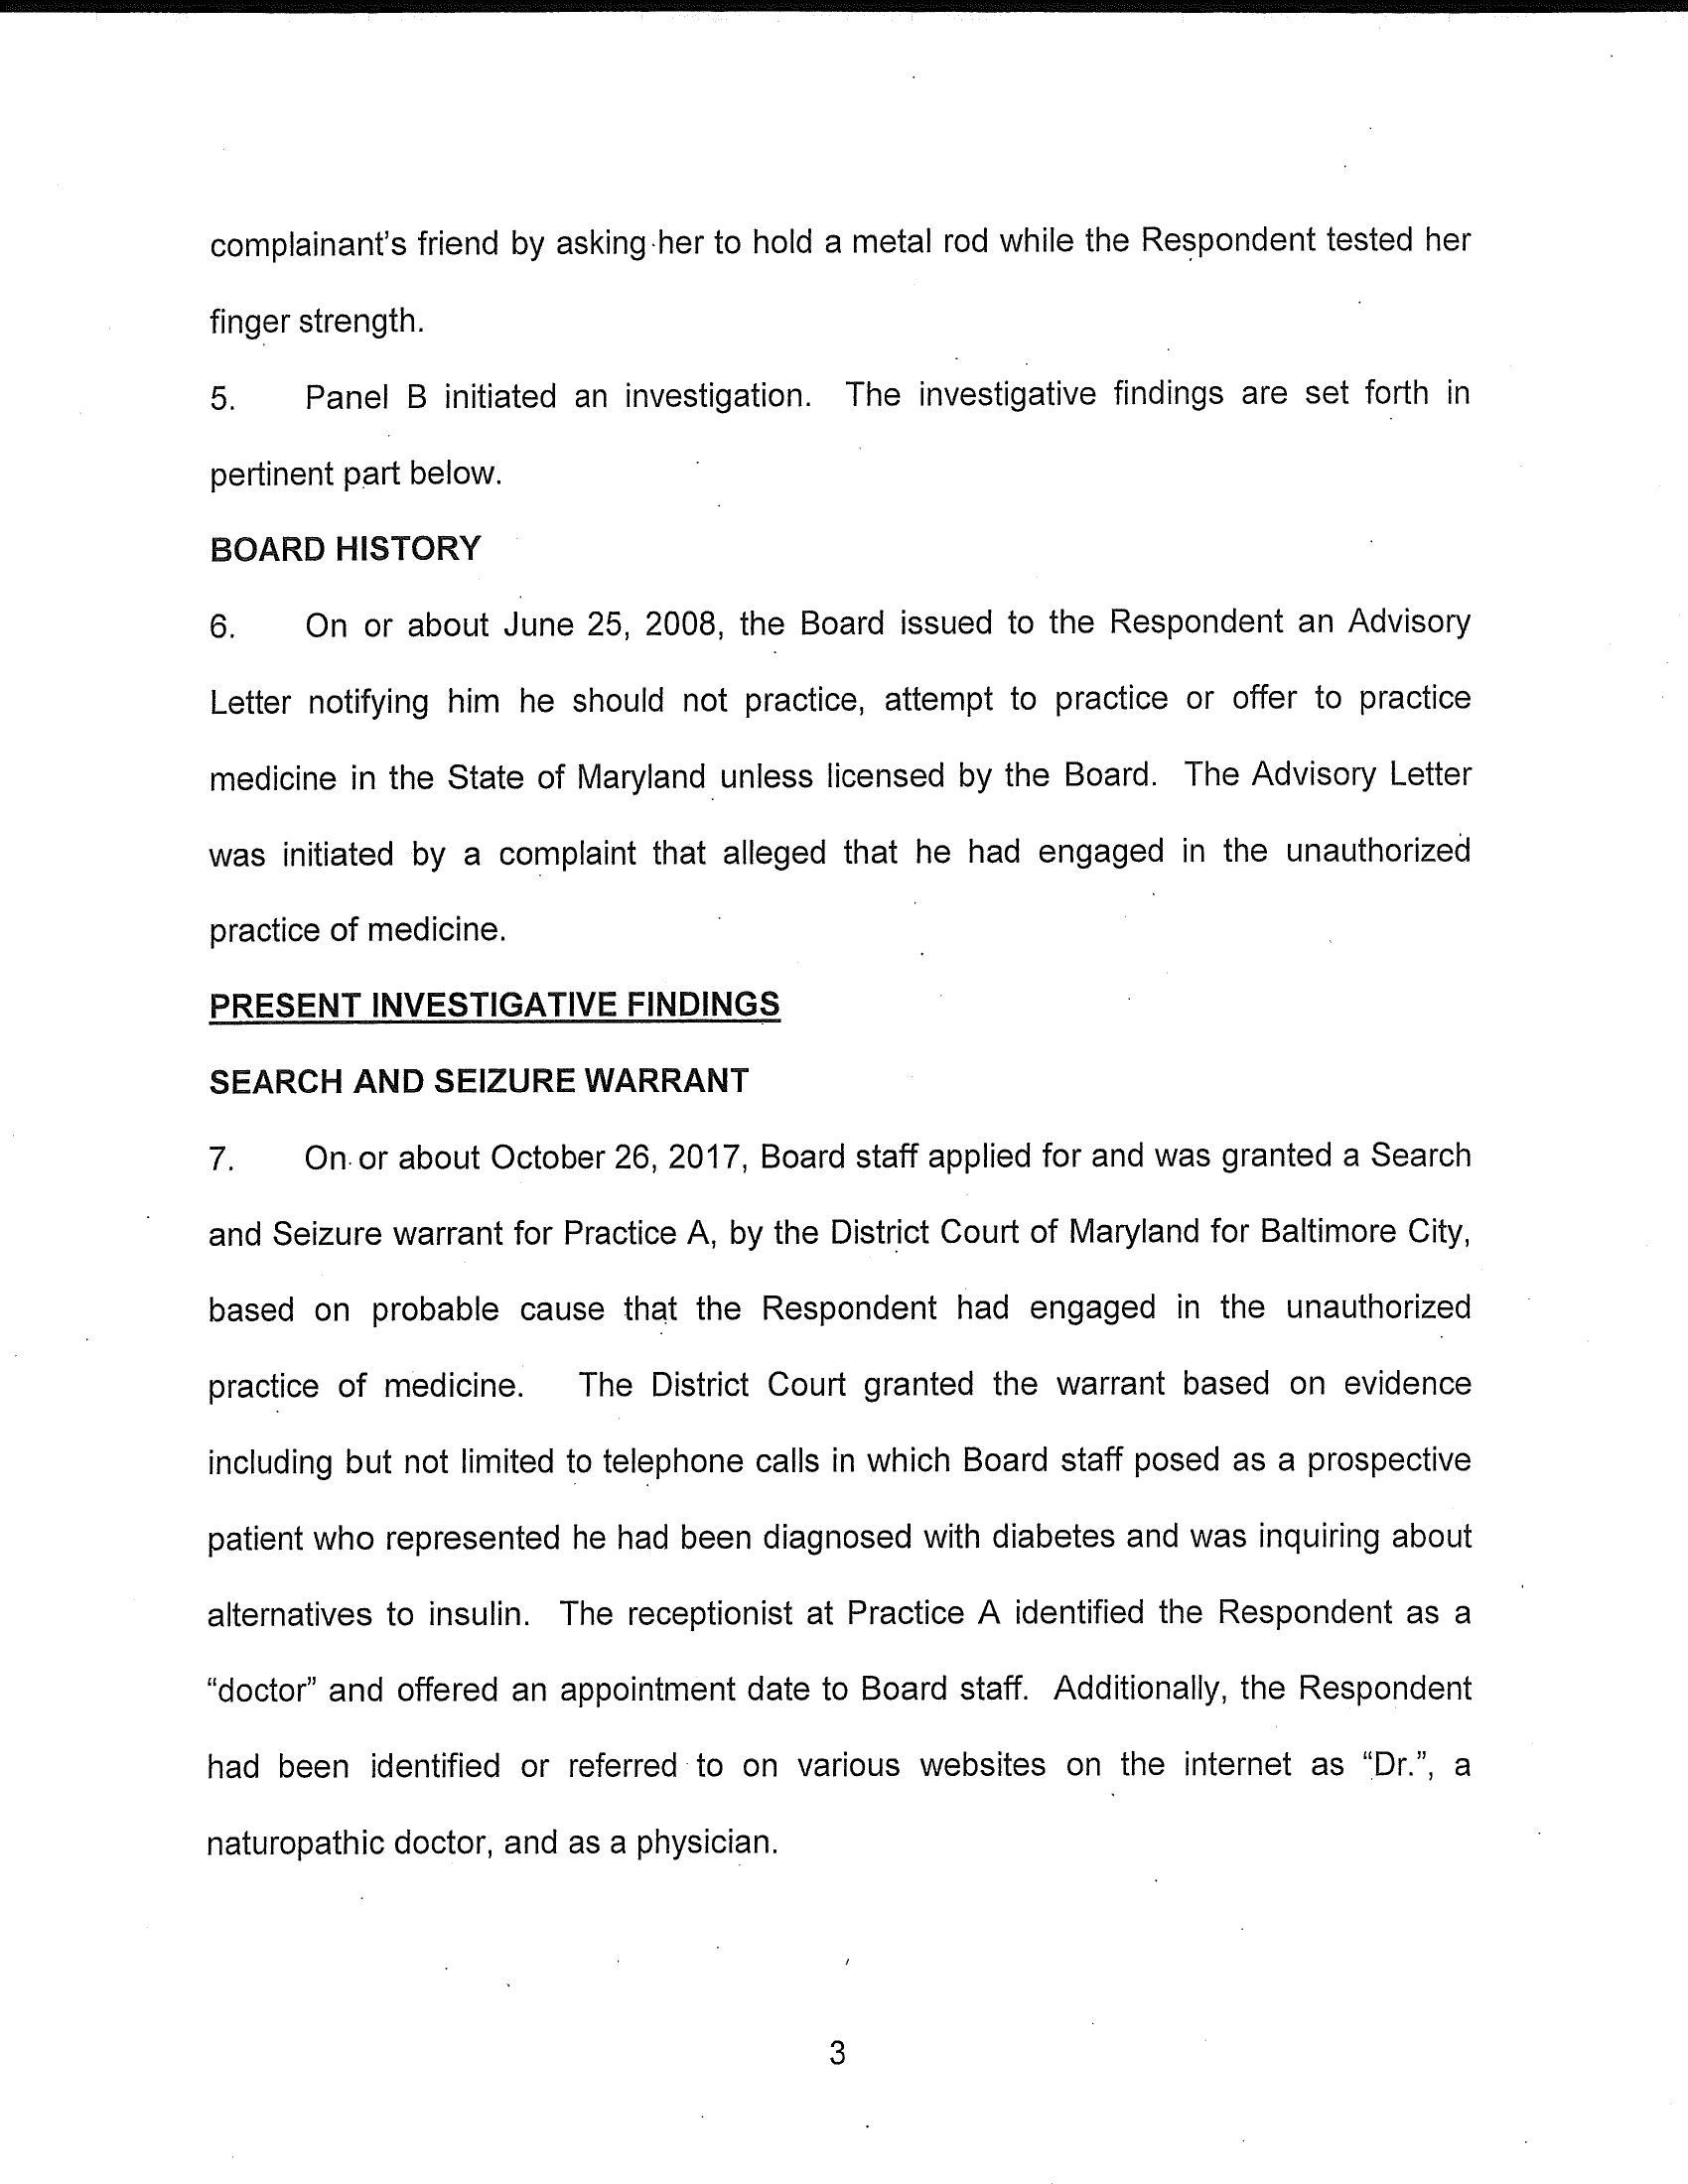 complainant's friend by asking her to hold a metal rod while the Respondent tested her
finger strength.
5. Panel B initiated an investigation. The investigative findings are set forth in
pertinent part below.
BOARD HISTORY
6. On or about June 25, 2008, the Board issued to the Respondent an Advisory
Letter notifying him he should not practice, attempt to practice or offer to practice
medicine in the State of Maryland unless licensed by the Board. The Advisory Letter
was initiated by a complaint that alleged that he had engaged in the unauthorized
practice of medicine.
PRESENT INVESTIGATIVE FINDINGS
SEARCH AND SEIZURE WARRANT
7. On or about October 26, 2017, Board staff applied for and was granted a Search
and Seizure warrant for Practice A, by the District Court of Maryland for Baltimore City,
based on probable cause that the Respondent had engaged in the unauthorized
practice of medicine. The District Court granted the warrant based on evidence
including but not limited to telephone calls in which Board staff posed as a prospective
patient who represented he had been diagnosed with diabetes and was inquiring about
alternatives to insulin. The receptionist at Practice A identified the Respondent as a
“doctor” and offered an appointment date to Board staff. Additionally, the Respondent
had been identified or referred to on various websites on the internet as “Dr.”, a
naturopathic doctor, and as a physician.
3